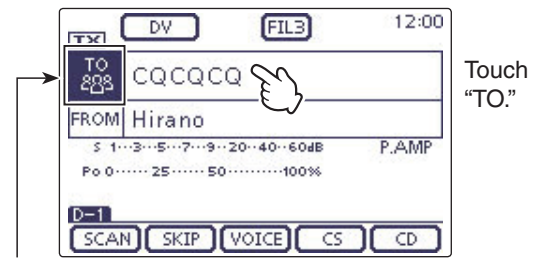 DV FIL3 12:00
TX
TO CQCQCQ
Touch
“TO.”
FROM Hirano
S 1··3··5···7···9··20··40··60dB P.AMP
Po 0······ 25······ 50··········100%
D-1
SCAN SKIP VOICE CS CD